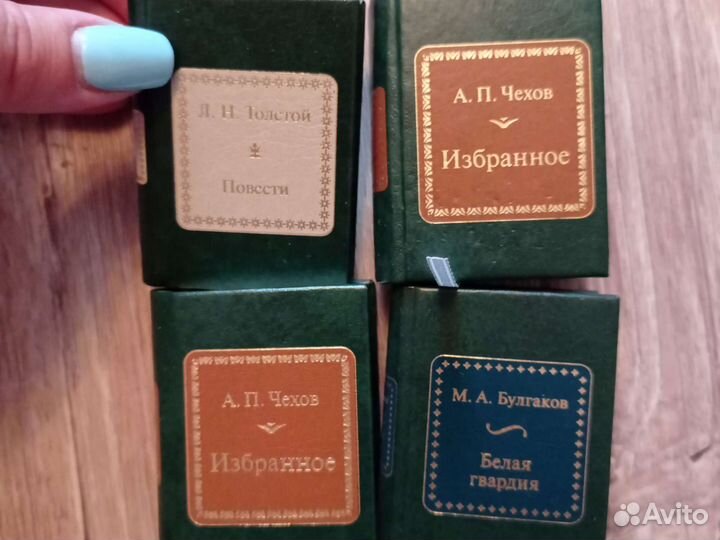 Л. Н. Толстой
Повести
А. П. Чехов
Избранное
А. П. Чехов
Избранное
М. А. Булгаков
Белая
гвардия
Avito